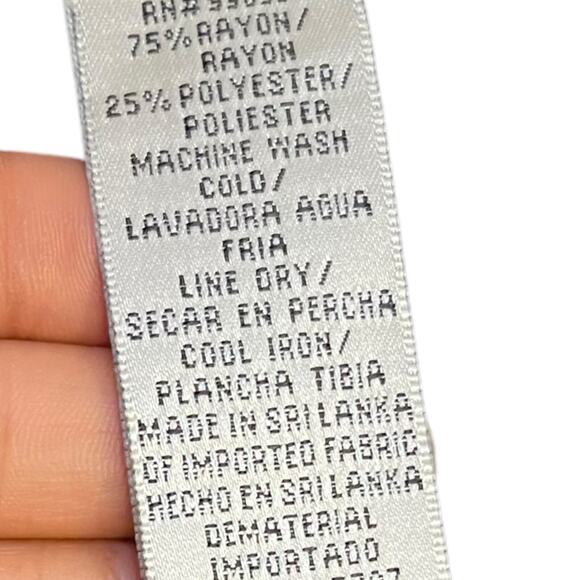 75% RAYON/
RAYON
25% POLYESTER/
POLIESTER
MACHINE WASH
COLD/
LAVADORA AGUA
FRIA
LINE DRY/
SECAR EN PERCHA
COOL IRON/
PLANCHA TIBIA
MADE IN SRI LANKA
OF IMPORTED FABRIC
HECHO EN SRI LANKA
DEMATERIAL
IMPORTADO